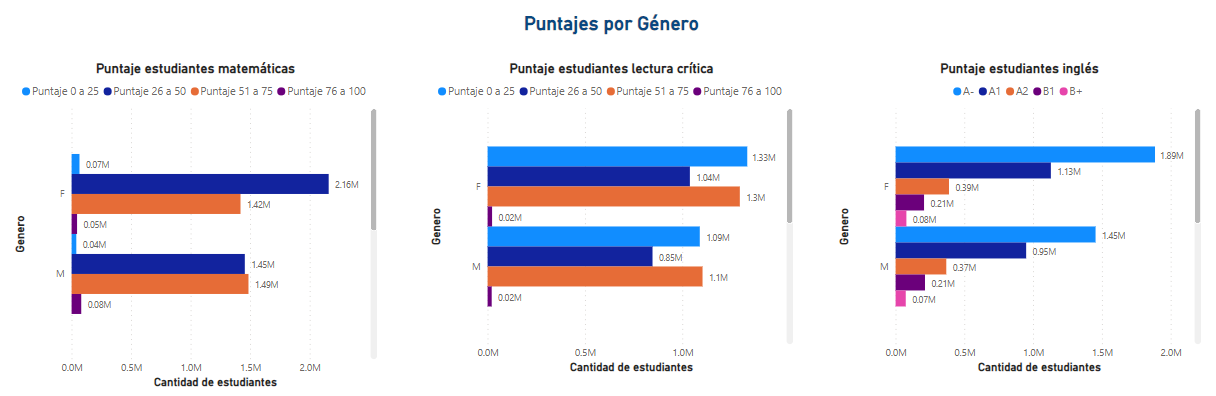 Puntajes por Género
Puntaje estudiantes matemáticas
Puntaje 0 a 25 Puntaje 26 a 50 Puntaje 51 a 75 Puntaje 76 a 100
Genero
F
0.07M
2.16M
1.42M
0.05M
M
0.04M
1.45M
1.49M
0.08M
0.0M 0.5M 1.0M 1.5M 2.0M
Cantidad de estudiantes
Puntaje estudiantes lectura crítica
Puntaje 0 a 25 Puntaje 26 a 50 Puntaje 51 a 75 Puntaje 76 a 100
Genero
F
1.33M
1.04M
1.3M
0.02M
M
1.09M
0.85M
1.1M
0.02M
0.0M 0.5M 1.0M
Cantidad de estudiantes
Puntaje estudiantes inglés
A- A1 A2 B1 B+
Genero
F
1.89M
1.13M
0.39M
0.21M
0.08M
M
1.45M
0.95M
0.37M
0.21M
0.07M
0.0M 0.5M 1.0M 1.5M 2.0M
Cantidad de estudiantes